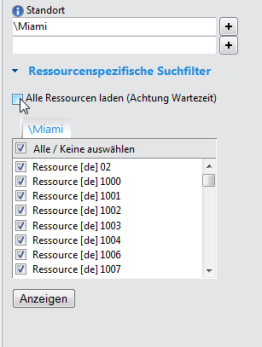 Standort
\Miami
+
+
Ressourcenspezifische Suchfilter
Alle Ressourcen laden (Achtung Wartezeit)
\Miami
Alle / Keine auswählen
Ressource [de] 02
Ressource [de] 1000
Ressource [de] 1001
Ressource [de] 1002
Ressource [de] 1003
Ressource [de] 1004
Ressource [de] 1006
Ressource [de] 1007
Anzeigen